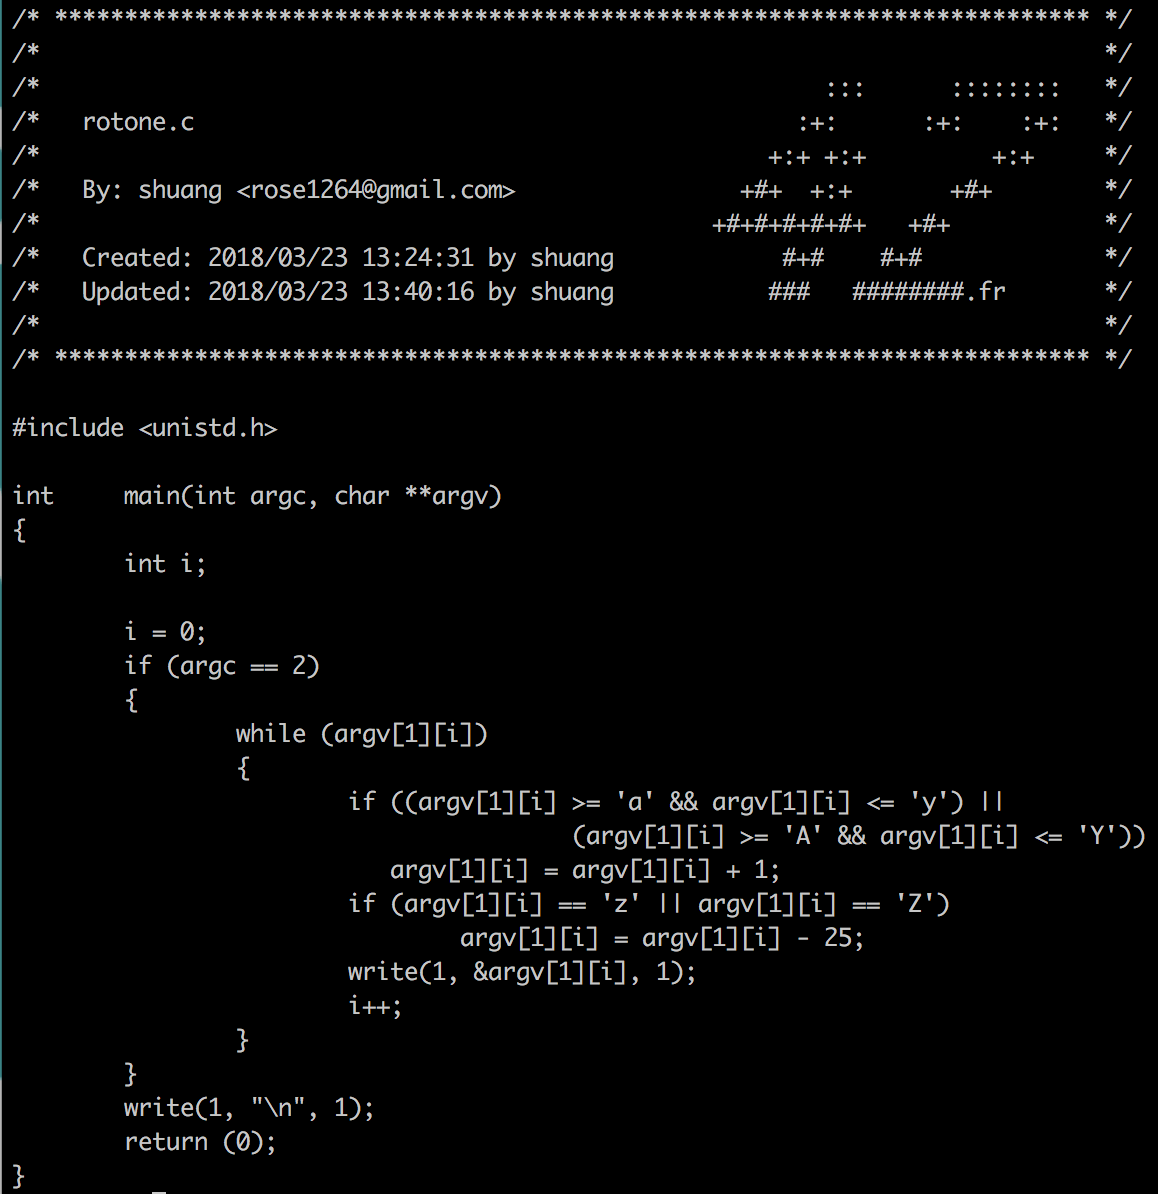 /* ************************************************************************** */
/*                                                                            */
/*                                                        :::      ::::::::   */
/*   rotone.c                                           :+:      :+:    :+:   */
/*                                                    +:+ +:+         +:+     */
/*   By: shuang <rose1264@gmail.com>                +#+  +:+       +#+        */
/*                                                +#+#+#+#+#+   +#+           */
/*   Created: 2018/03/23 13:24:31 by shuang            #+#    #+#             */
/*   Updated: 2018/03/23 13:40:16 by shuang           ###   ########.fr       */
/*                                                                            */
/* ************************************************************************** */

#include <unistd.h>

int     main(int argc, char **argv)
{
        int i;

        i = 0;
        if (argc == 2)
        {
                while (argv[1][i])
                {
                        if ((argv[1][i] >= 'a' && argv[1][i] <= 'y') ||
                                        (argv[1][i] >= 'A' && argv[1][i] <= 'Y'))
                           argv[1][i] = argv[1][i] + 1;
                        if (argv[1][i] == 'z' || argv[1][i] == 'Z')
                                argv[1][i] = argv[1][i] - 25;
                        write(1, &argv[1][i], 1);
                        i++;
                }
        }
        write(1, "\n", 1);
        return (0);
}